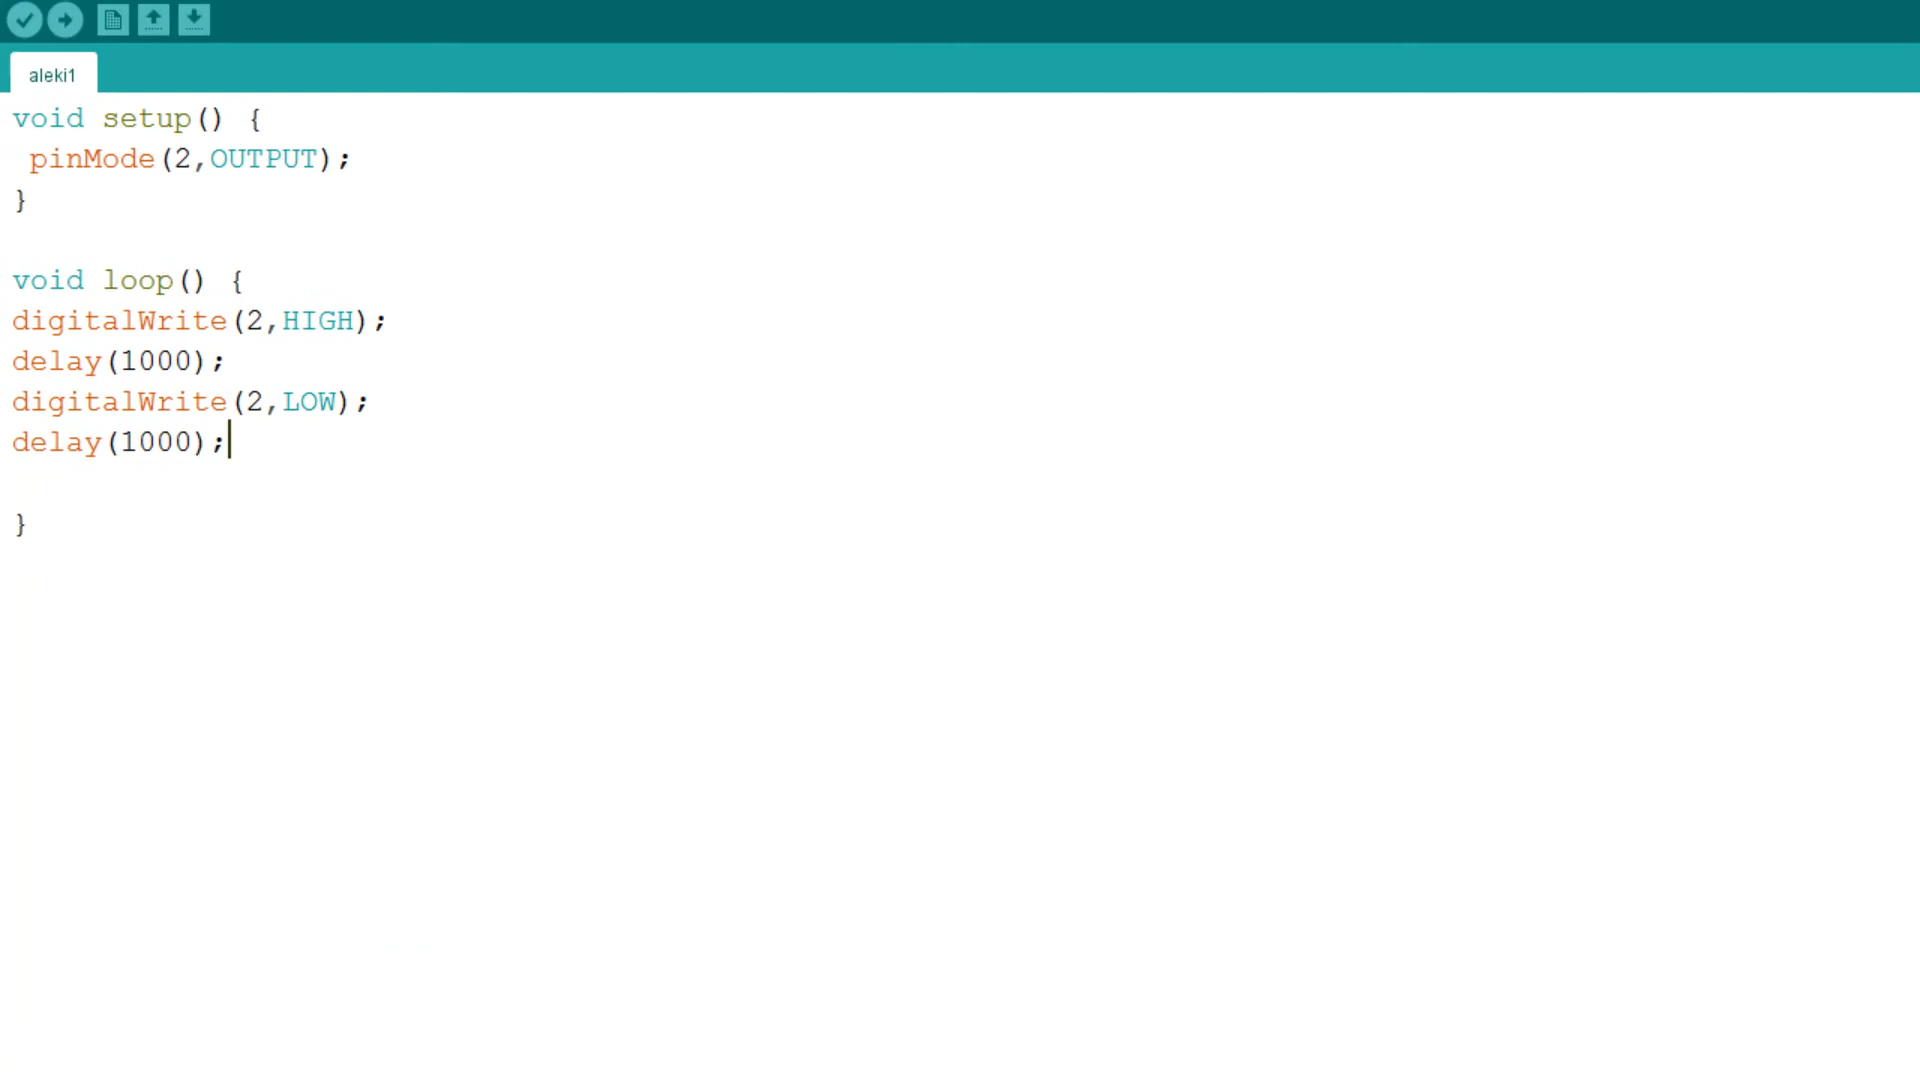 aleki1
void setup() {
 pinMode(2,OUTPUT);
}
void loop() {
digitalWrite(2,HIGH);
delay(1000);
digitalWrite(2,LOW);
delay(1000);
}